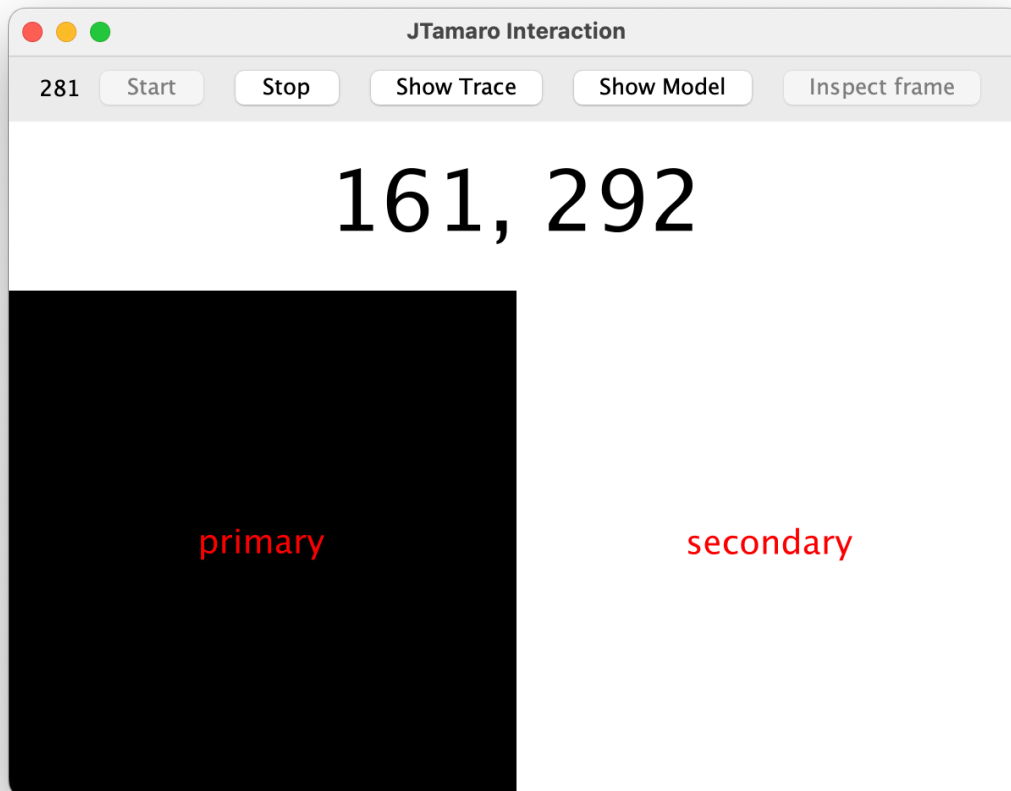 JTamaro Interaction
281 Start Stop Show Trace Show Model Inspect frame
161, 292
primary secondary